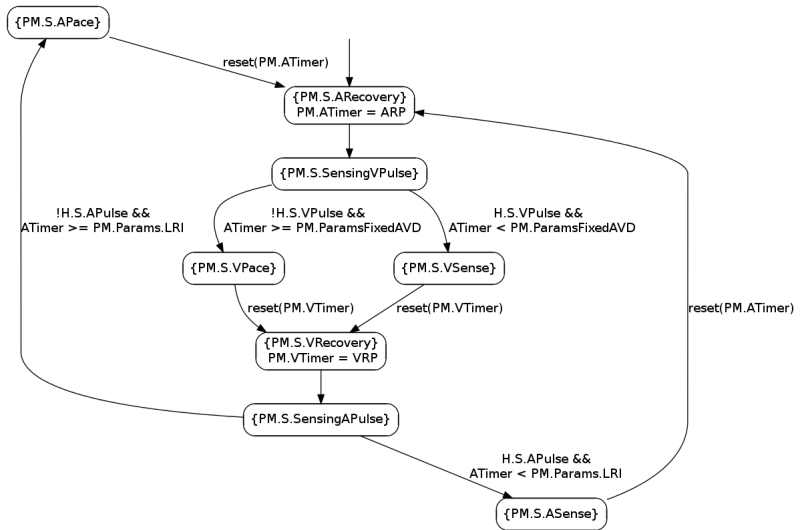 {PM.S.APace}
reset(PM.ATimer)
{PM.S.ARecovery}
PM.ATimer = ARP
{PM.S.SensingVPulse}
!H.S.APulse &&
ATimer >= PM.Params.LRI
!H.S.VPulse &&
ATimer >= PM.ParamsFixedAVD
H.S.VPulse &&
ATimer < PM.ParamsFixedAVD
{PM.S.VPace}
{PM.S.VSense}
reset(PM.VTimer)
reset(PM.VTimer)
reset(PM.ATimer)
{PM.S.VRecovery}
PM.VTimer = VRP
{PM.S.SensingAPulse}
H.S.APulse &&
ATimer < PM.Params.LRI
{PM.S.ASense}